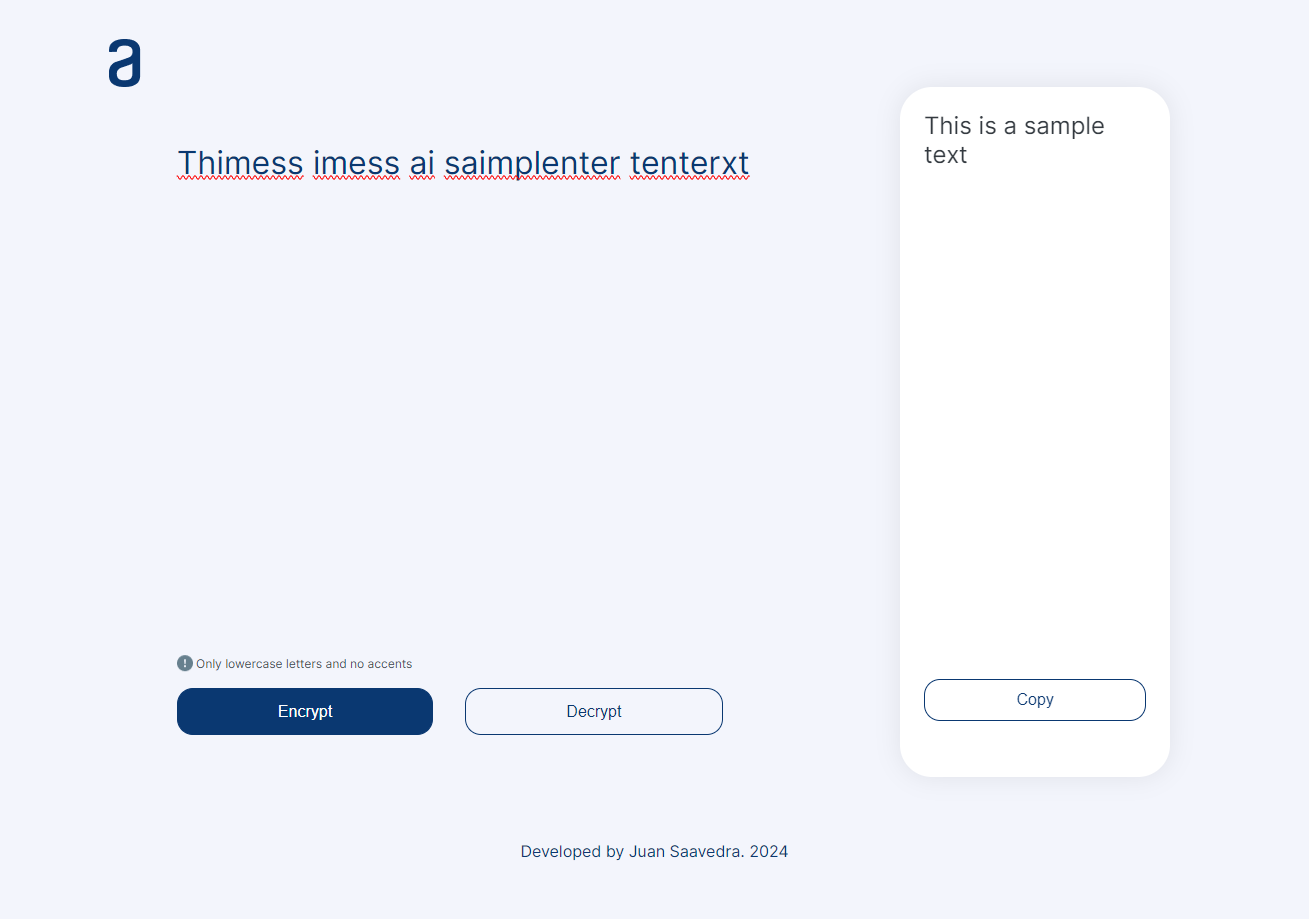 a
Thimess imess ai saimplenter tenterxt
This is a sample
text
Only lowercase letters and no accents
Encrypt
Decrypt
Copy
Developed by Juan Saavedra. 2024